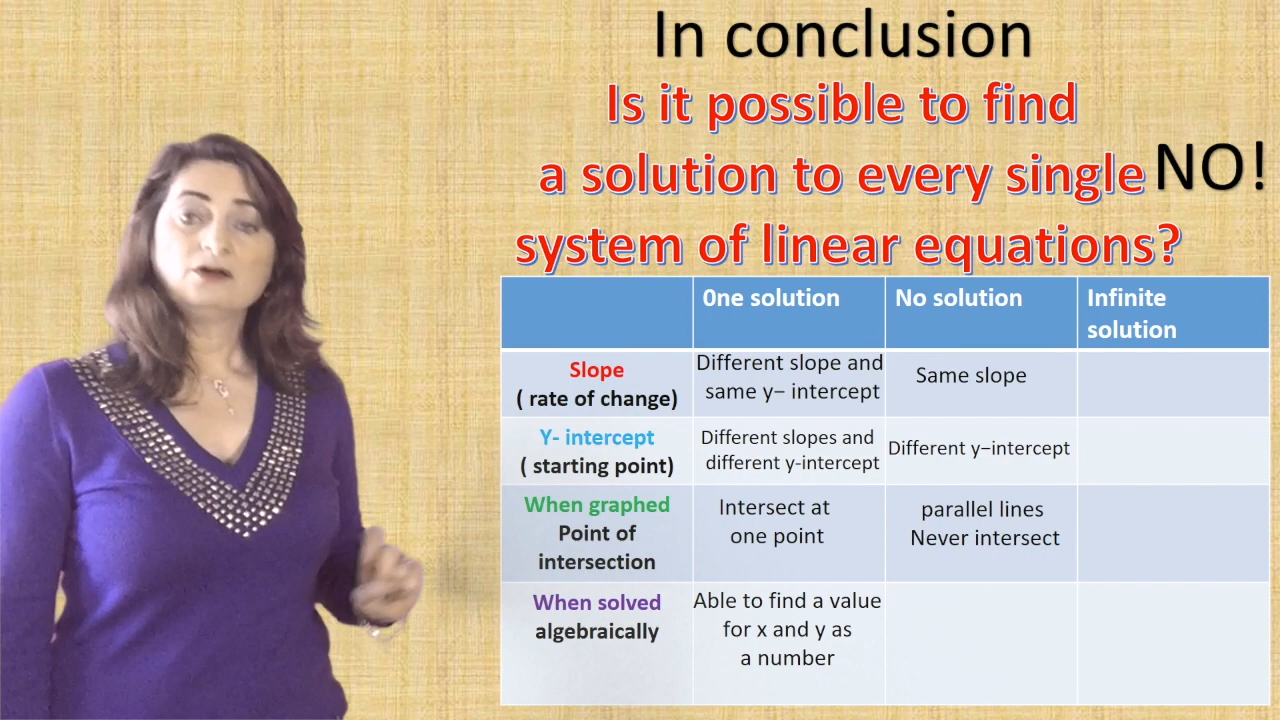 In conclusion
Is it possible to find
a solution to every single NO!
system of linear equations?
0ne solution
No solution
Infinite
solution
Slope
( rate of change)
Different slope and
same y− intercept
Same slope
Y- intercept
( starting point)
Different slopes and
different y-intercept
Different y−intercept
When graphed
Point of
intersection
Intersect at
one point
parallel lines
Never intersect
When solved
algebraically
Able to find a value
for x and y as
a number